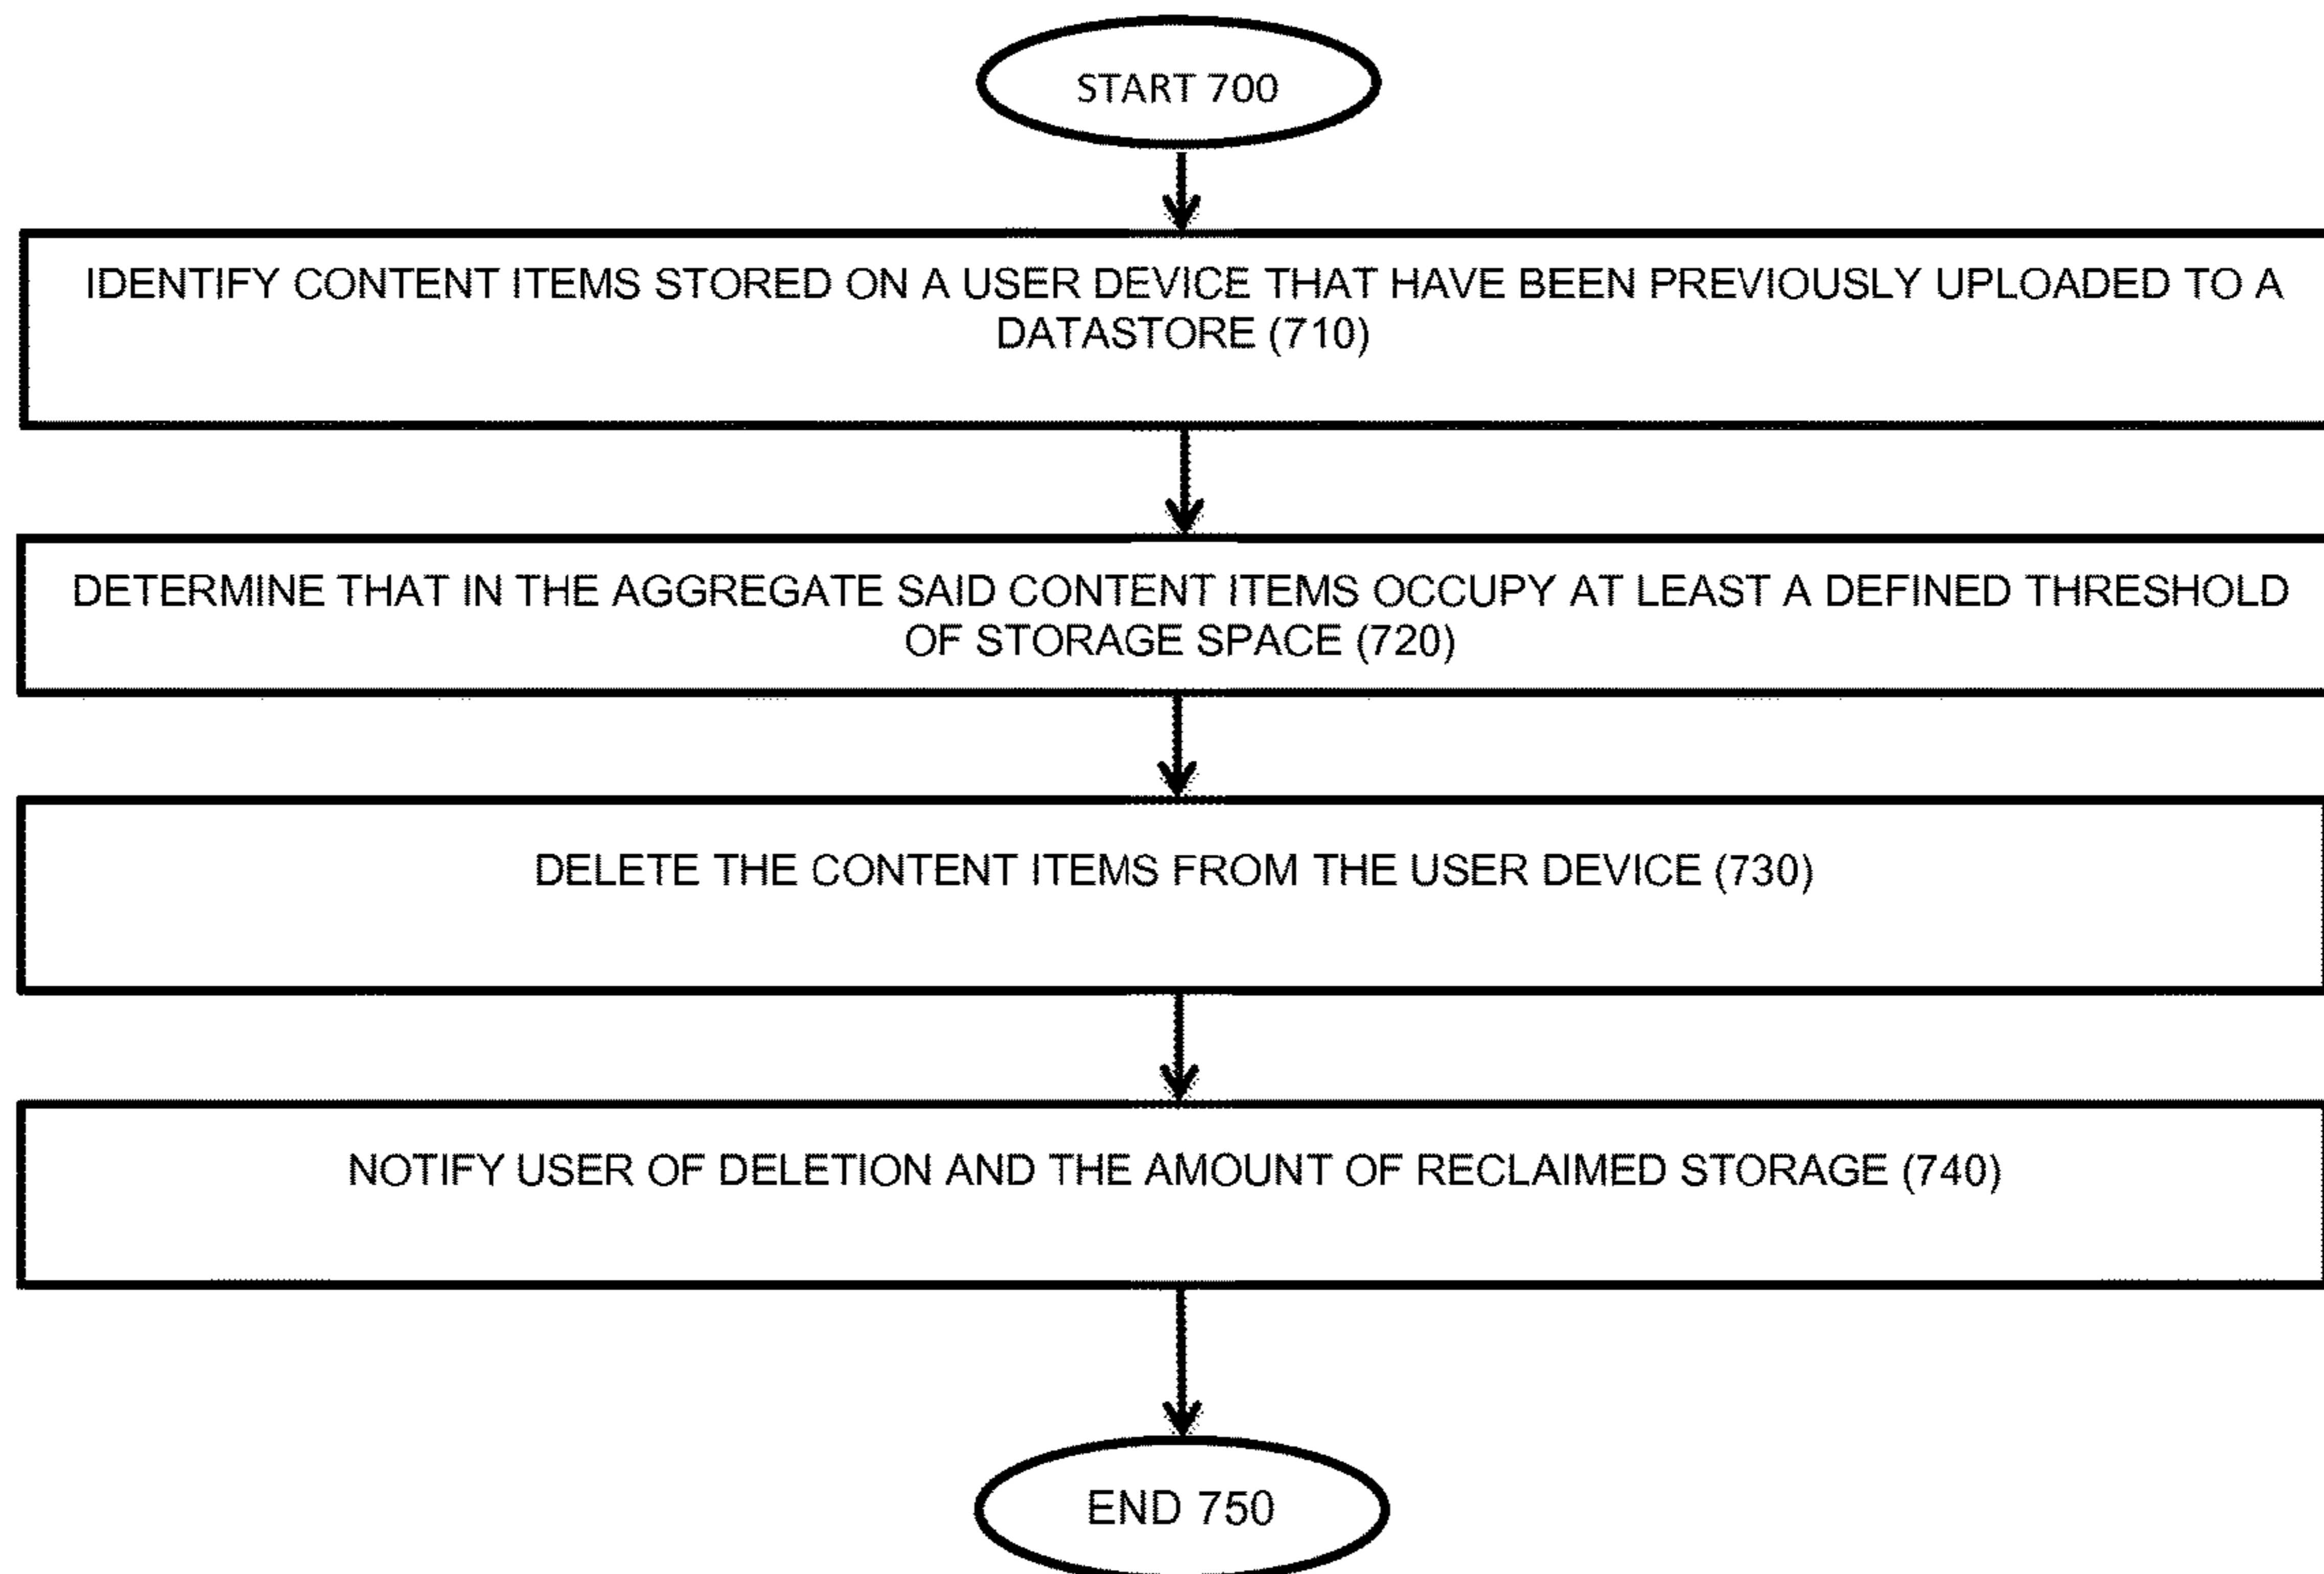 START 700
IDENTIFY CONTENT ITEMS STORED ON A USER DEVICE THAT HAVE BEEN PREVIOUSLY UPLOADED TO A
DATASTORE (710)
DETERMINE THAT IN THE AGGREGATE SAID CONTENT ITEMS OCCUPY AT LEAST A DEFINED THRESHOLD
OF STORAGE SPACE (720)
DELETE THE CONTENT ITEMS FROM THE USER DEVICE (730)
NOTIFY USER OF DELETION AND THE AMOUNT OF RECLAIMED STORAGE (740)
END 750